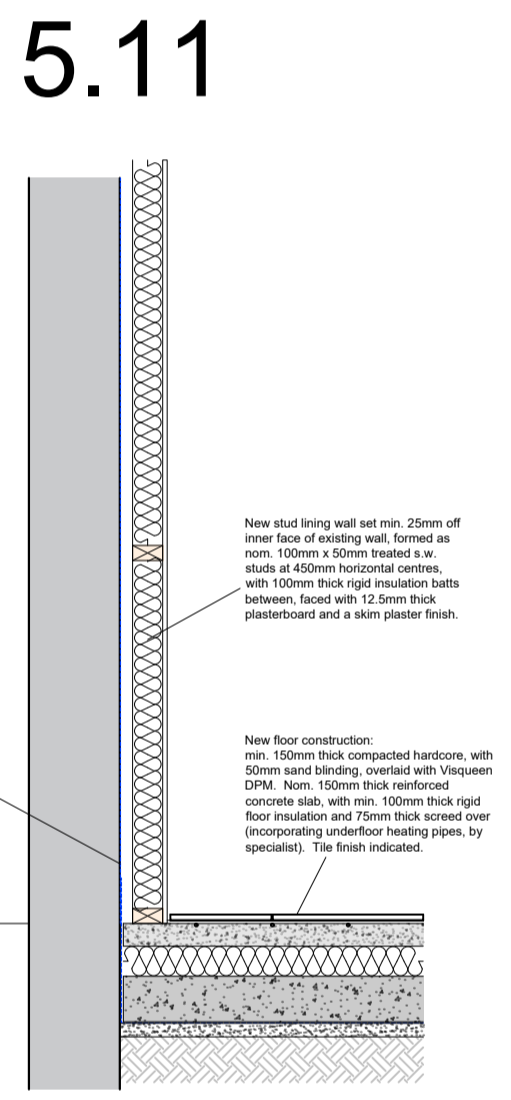 5.11
New stud lining wall set min. 25mm off
inner face of existing wall, formed as
nom. 100mm x 50mm treated s.w.
studs at 450mm horizontal centres,
with 100mm thick rigid insulation batts
between, faced with 12.5mm thick
plasterboard and a skim plaster finish.
New floor construction:
min. 150mm thick compacted hardcore, with
50mm sand blinding, overlaid with Visqueen
DPM.  Nom. 150mm thick reinforced
concrete slab, with min. 100mm thick rigid
floor insulation and 75mm thick screed over
(incorporating underfloor heating pipes, by
specialist).  Tile finish indicated.